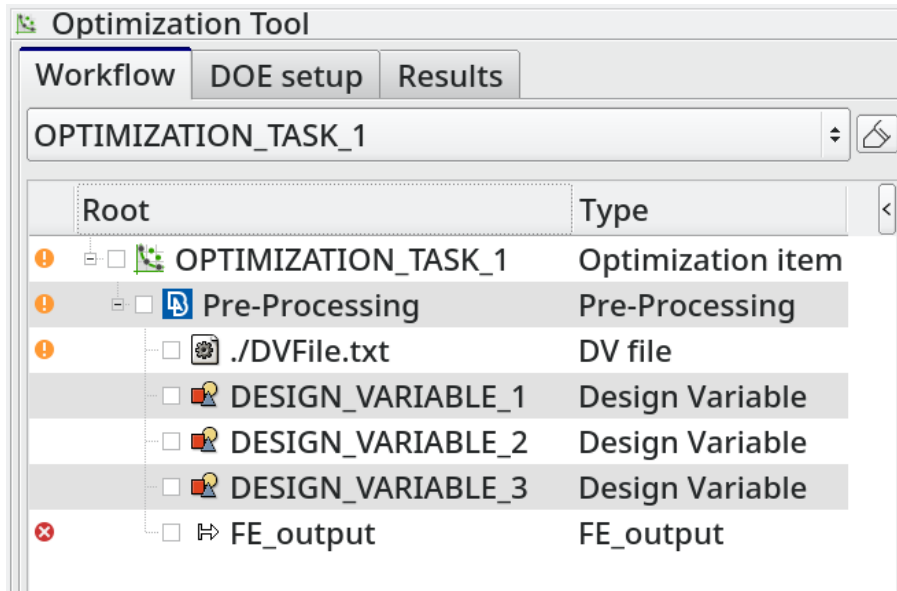 Optimization Tool
Workflow DOE setup Results
OPTIMIZATION_TASK_1
Root Type
OPTIMIZATION_TASK_1 Optimization item
Pre-Processing Pre-Processing
./DVFile.txt DV file
DESIGN_VARIABLE_1 Design Variable
DESIGN_VARIABLE_2 Design Variable
DESIGN_VARIABLE_3 Design Variable
FE_output FE_output